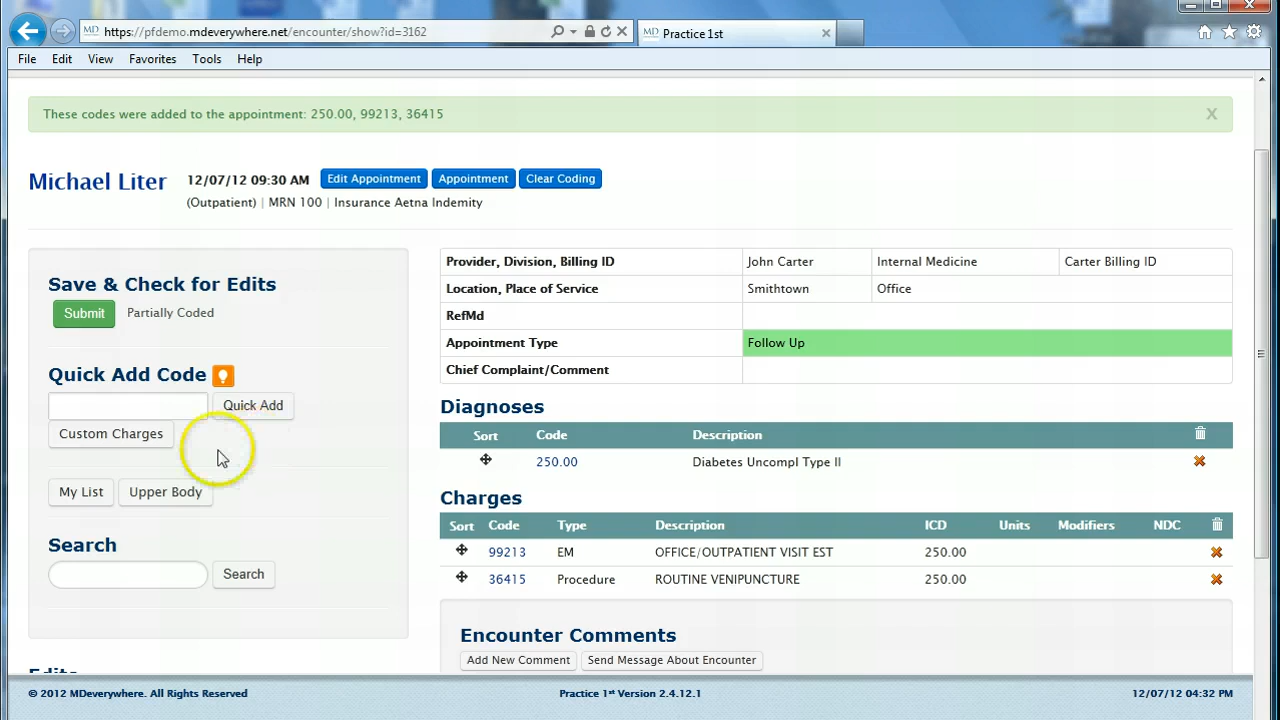 https://pfdemo.mdeverywhere.net/encounter/show?id=3162
MD Practice 1st
File Edit View Favorites Tools Help
These codes were added to the appointment: 250.00, 99213, 36415 X
Michael Liter 12/07/12 09:30 AM Edit Appointment Appointment Clear Coding
(Outpatient) | MRN 100 | Insurance Aetna Indemnity
Save & Check for Edits
Submit Partially Coded
Quick Add Code
Quick Add
Custom Charges
My List Upper Body
Search
Search
Edits
Provider, Division, Billing ID John Carter Internal Medicine Carter Billing ID
Location, Place of Service Smithtown Office
RefMd
Appointment Type Follow Up
Chief Complaint/Comment
Diagnoses
Sort Code Description
250.00 Diabetes Uncompl Type II
Charges
Sort Code Type Description ICD Units Modifiers NDC
99213 EM OFFICE/OUTPATIENT VISIT EST 250.00
36415 Procedure ROUTINE VENIPUNCTURE 250.00
Encounter Comments
Add New Comment Send Message About Encounter
© 2012 MDeverywhere. All Rights Reserved Practice 1st Version 2.4.12.1 12/07/12 04:32 PM